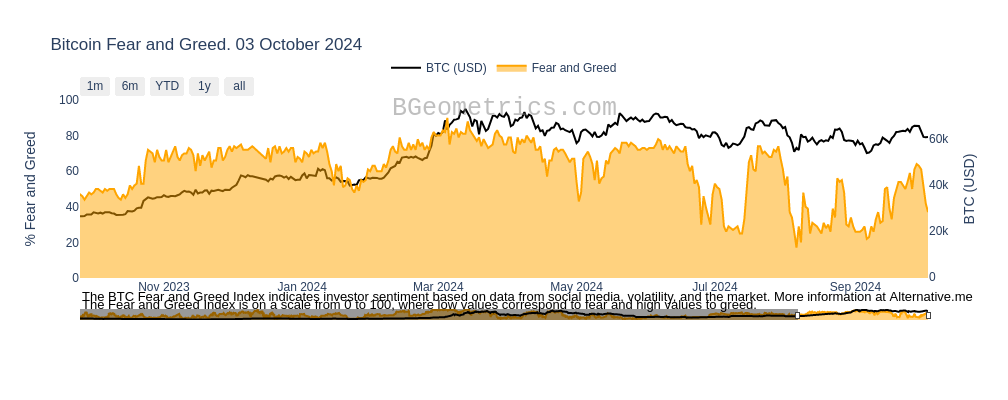 Bitcoin Fear and Greed. 03 October 2024
BTC (USD) Fear and Greed
1m 6m YTD 1y all
BGeometrics.com
100
80
60
40
20
0
% Fear and Greed
60k
40k
20k
0
BTC (USD)
Nov 2023 Jan 2024 Mar 2024 May 2024 Jul 2024 Sep 2024
The BTC Fear and Greed Index indicates investor sentiment based on data from social media, volatility, and the market. More information at Alternative.me
The Fear and Greed Index is on a scale from 0 to 100, where low values correspond to fear and high values to greed.